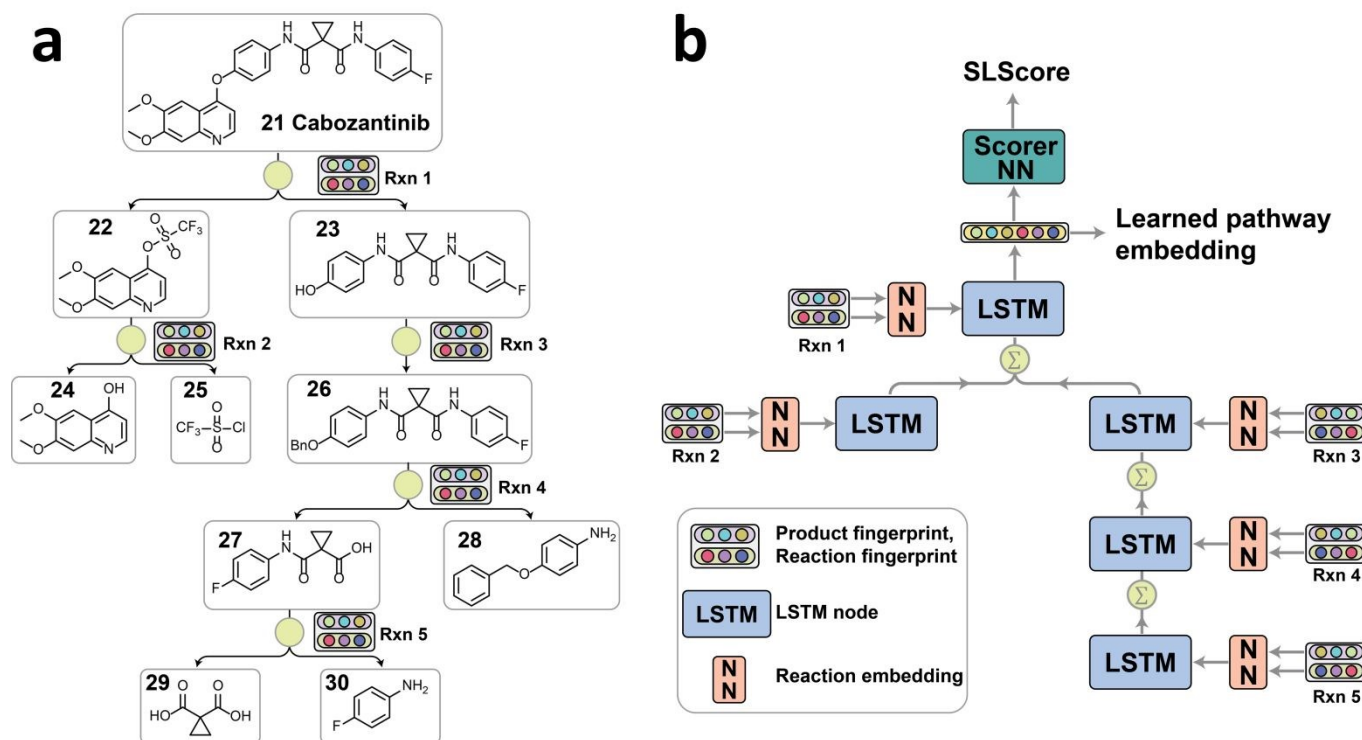 a
H
N
H
N
O
O
O
F
O
O
N
21 Cabozantinib
Rxn 1
22
O
O
S
CF3
O
O
O
N
23
H
N
H
N
O
O
HO
F
Rxn 2
Rxn 3
24
OH
O
O
N
25
O
F3C
S
Cl
O
26
H
N
H
N
O
O
BnO
F
Rxn 4
27
H
N
OH
O
O
F
28
NH2
O
Rxn 5
29
O
O
HO
OH
30
NH2
F
b
SLScore
Scorer
NN
Learned pathway
embedding
N
N
LSTM
Rxn 1
Σ
N
N
LSTM
Rxn 2
LSTM
N
N
Rxn 3
Σ
LSTM
N
N
Rxn 4
Σ
LSTM
N
N
Rxn 5
Product fingerprint,
Reaction fingerprint
LSTM
LSTM node
N
N
Reaction embedding